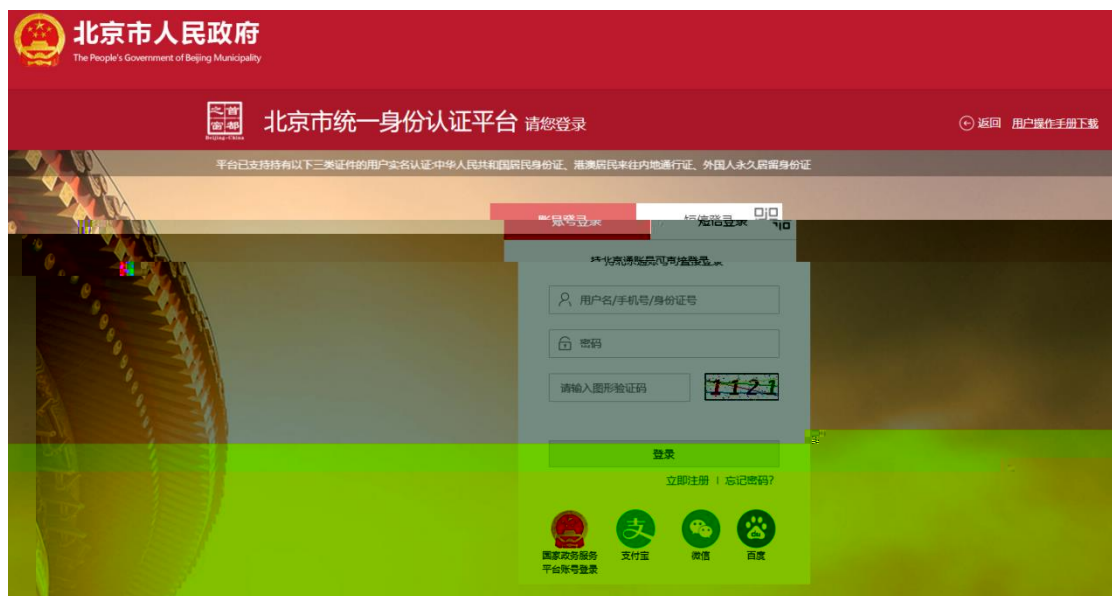 北京市人民政府
The People's Government of Beijing Municipality
首都之窗
Beijing-China
北京市统一身份认证平台 请您登录
返回 用户操作手册下载
平台已支持持有以下三类证件的用户实名认证:中华人民共和国居民身份证、港澳居民来往内地通行证、外国人永久居留身份证
账号登录 短信登录
用户名/手机号/身份证号
密码
请输入图形验证码 1121
登录
立即注册 | 忘记密码?
国家政务服务平台账号登录
支付宝
微信
百度